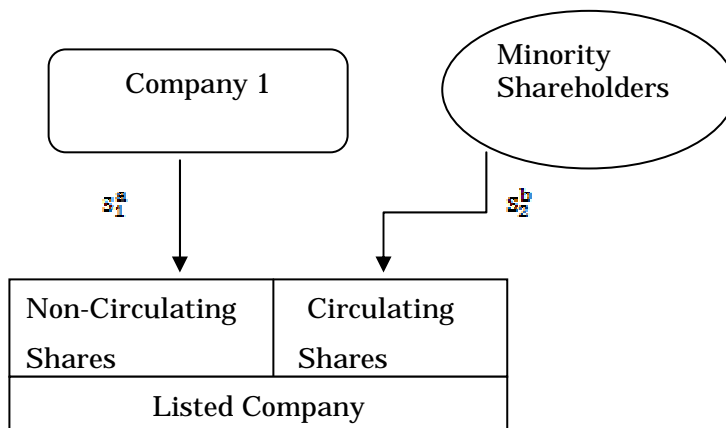 Company 1
Minority
Shareholders
s₁ᵃ
s₂ᵇ
Non-Circulating
Shares
Circulating
Shares
Listed Company